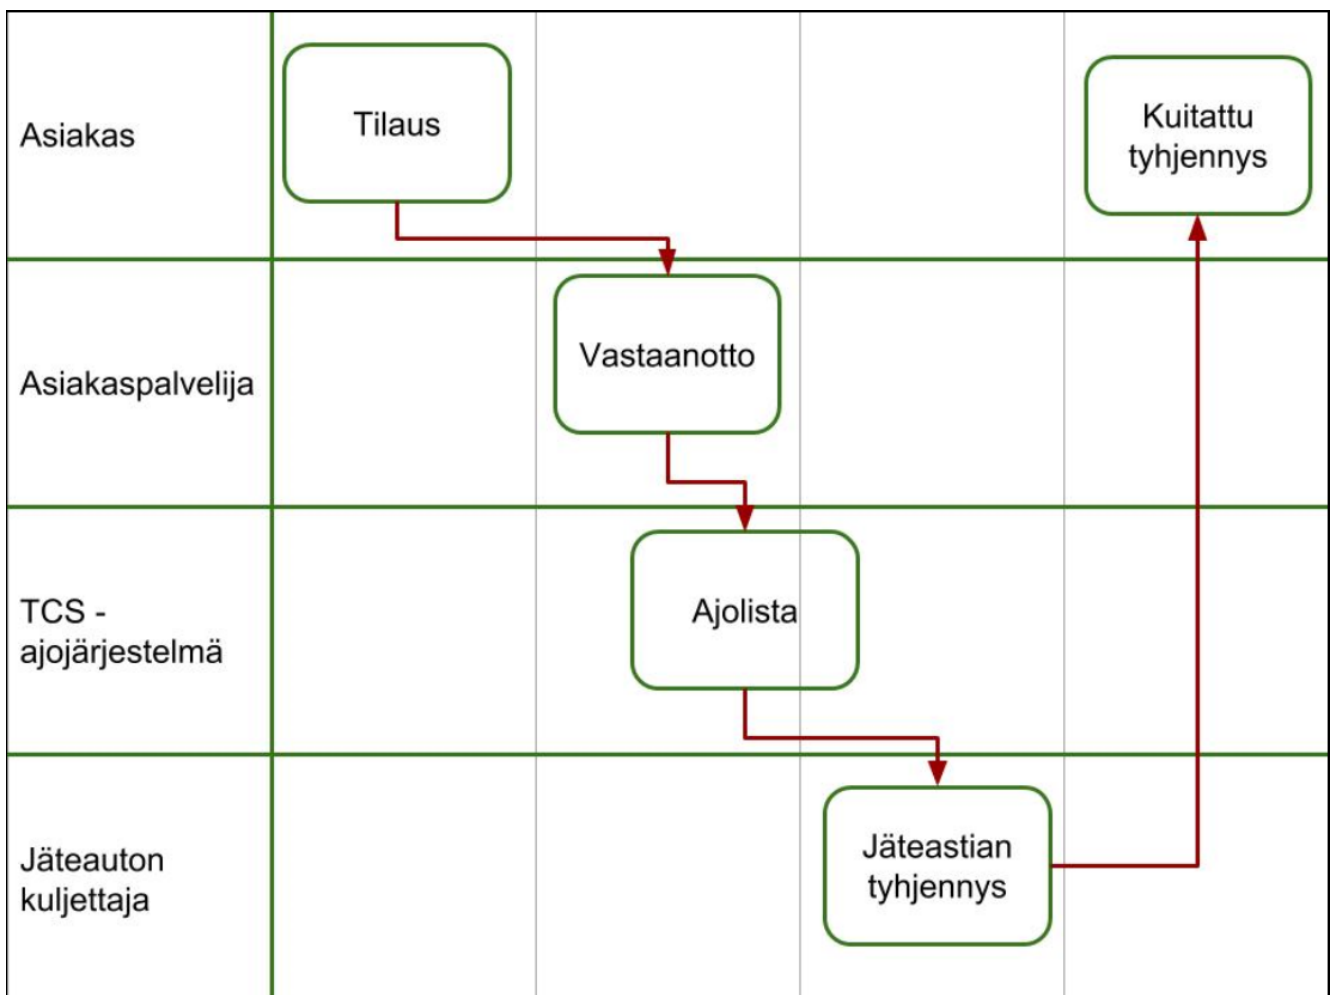 Asiakas
Tilaus
Kuitattu
tyhjennys
Asiakaspalvelija
Vastaanotto
TCS -
ajojärjestelmä
Ajolista
Jäteauton
kuljettaja
Jäteastian
tyhjennys